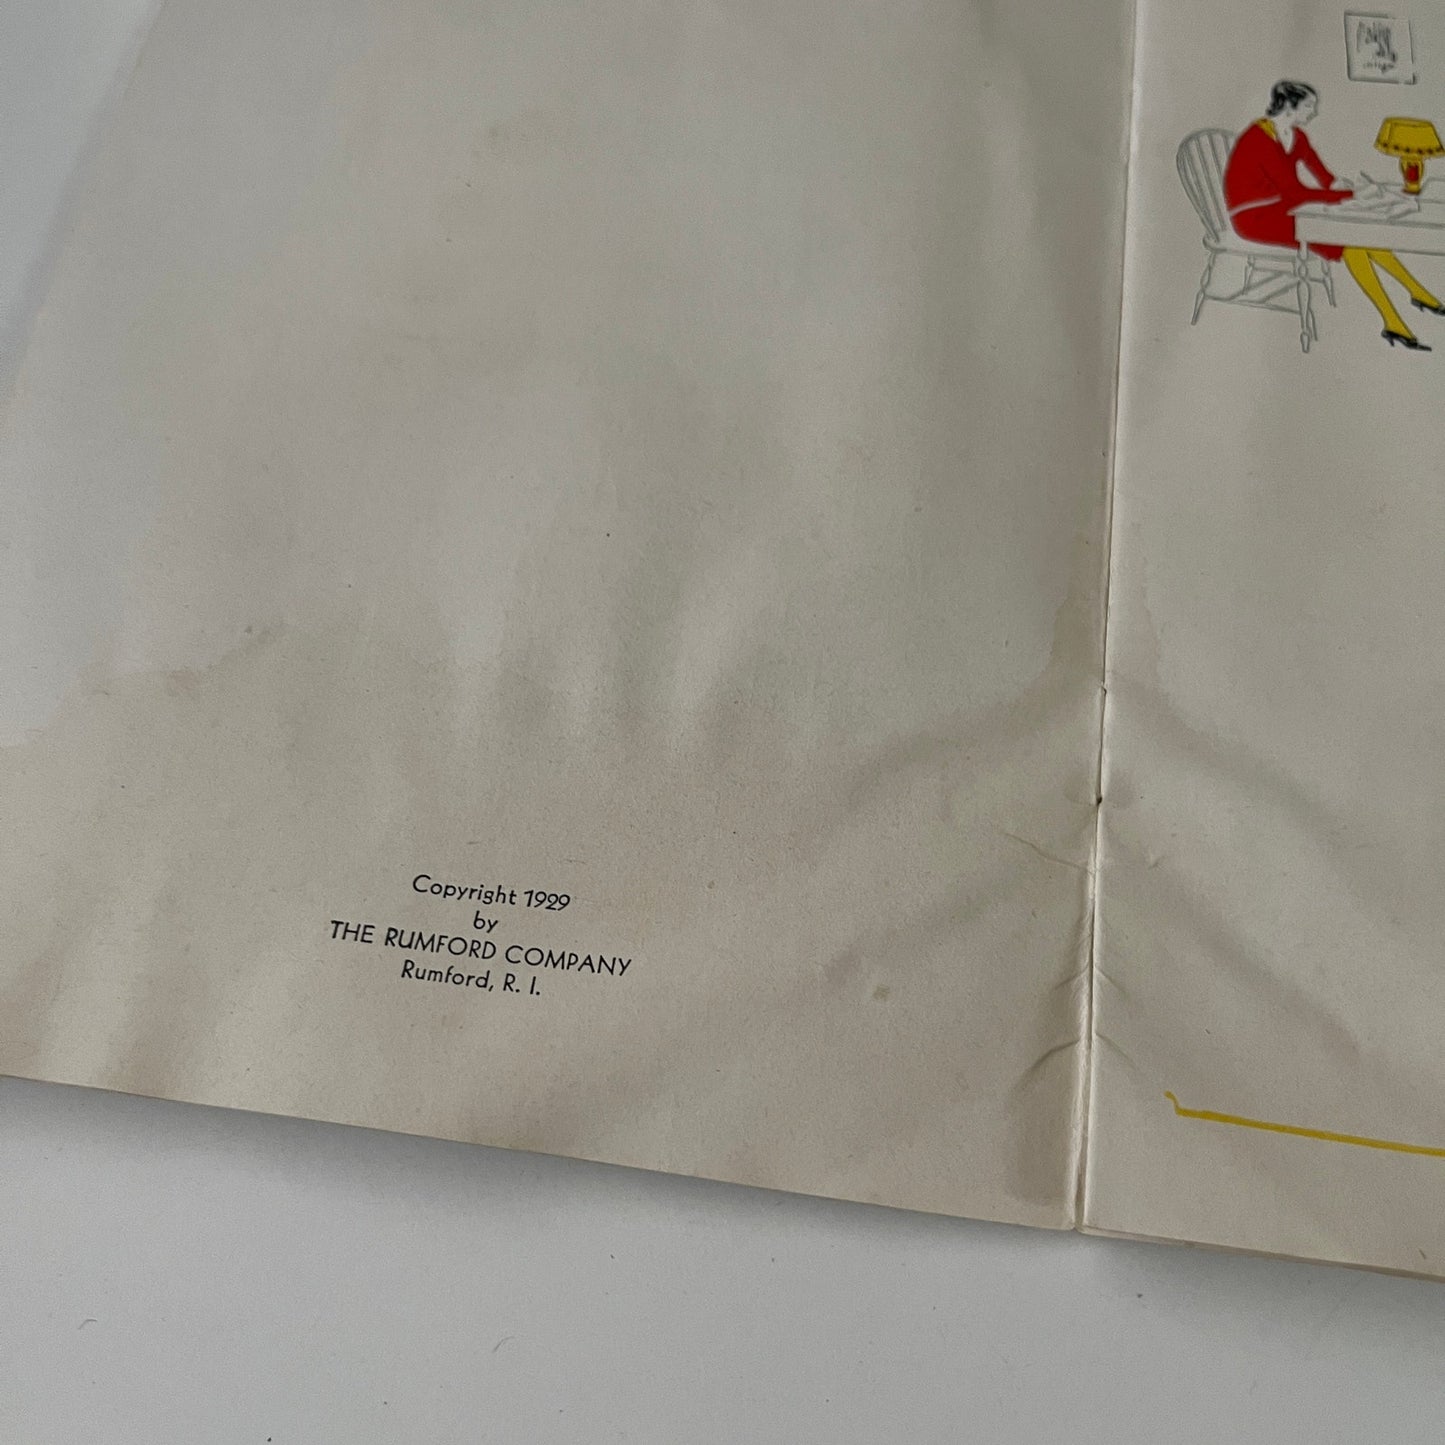 Copyright 1929
by
THE RUMFORD COMPANY
Rumford, R. I.